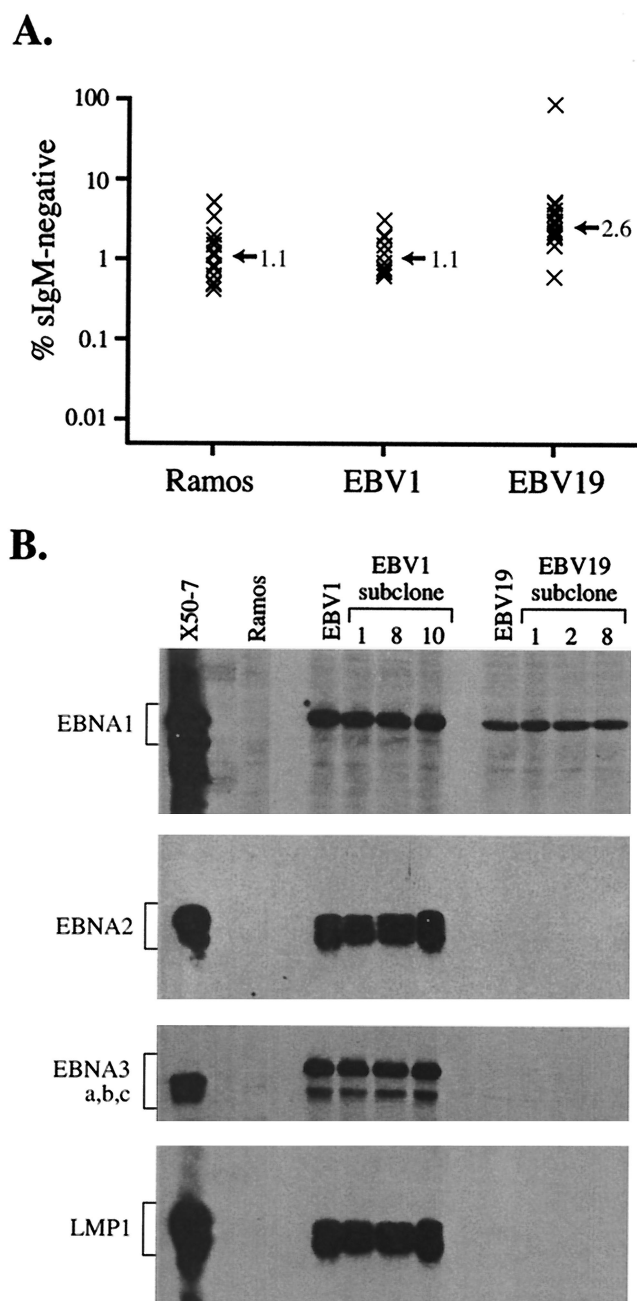 A.
100
10
1
0.1
0.01
% sIgM-negative
1.1
1.1
2.6
Ramos
EBV1
EBV19
B.
X50-7
Ramos
EBV1
EBV1
subclone
1 8 10
EBV19
EBV19
subclone
1 2 8
EBNA1
EBNA2
EBNA3
a,b,c
LMP1